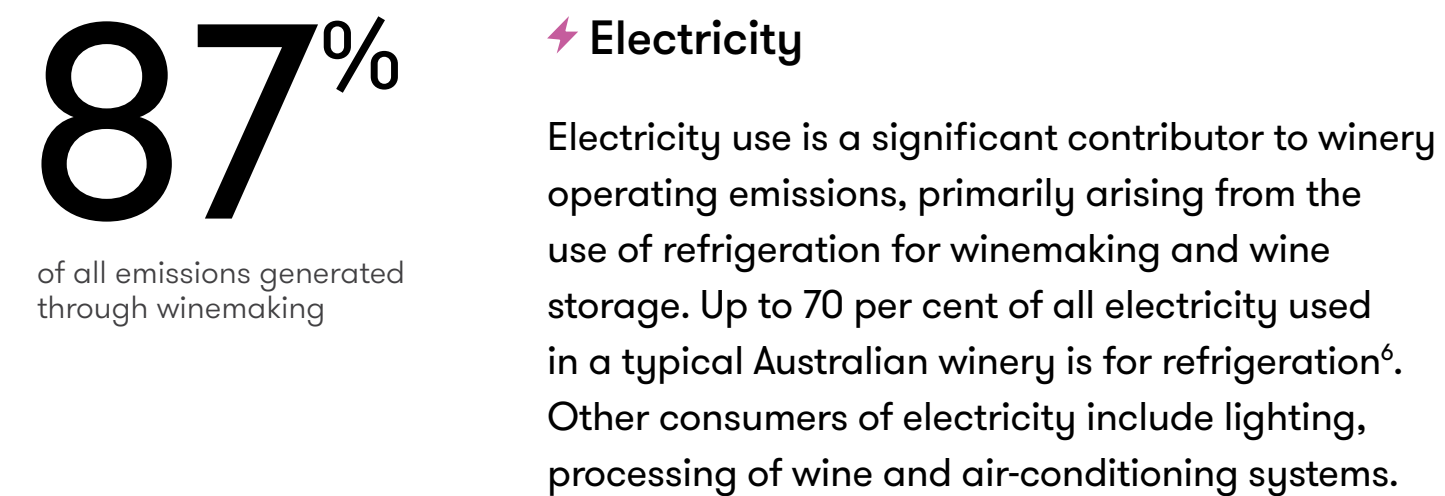 87%
of all emissions generated
through winemaking
Electricity
Electricity use is a significant contributor to winery
operating emissions, primarily arising from the
use of refrigeration for winemaking and wine
storage. Up to 70 per cent of all electricity used
in a typical Australian winery is for refrigeration⁶.
Other consumers of electricity include lighting,
processing of wine and air-conditioning systems.